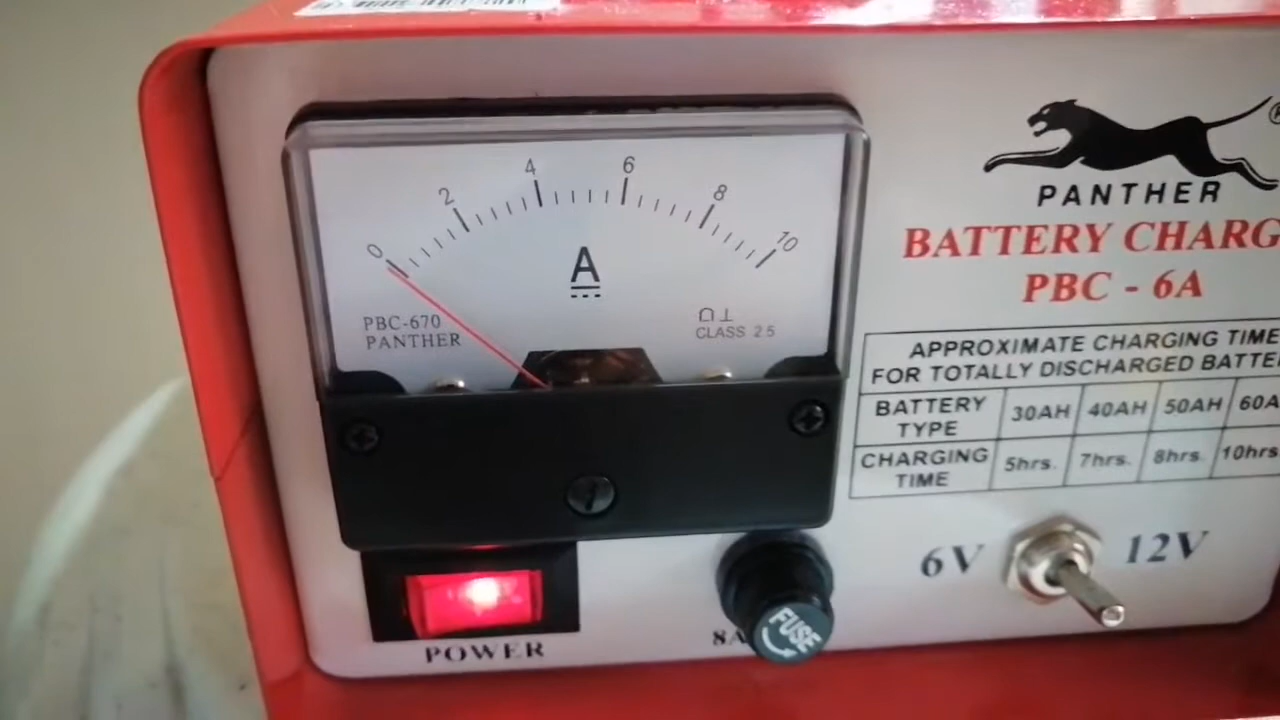 0 2 4 6 8 10
A
PBC-670
PANTHER
CLASS 2.5
PANTHER
BATTERY CHARG
PBC - 6A
APPROXIMATE CHARGING TIME
FOR TOTALLY DISCHARGED BATTE
BATTERY TYPE 30AH 40AH 50AH 60A
CHARGING TIME 5hrs. 7hrs. 8hrs. 10hrs
6V 12V
POWER
8A
FUSE